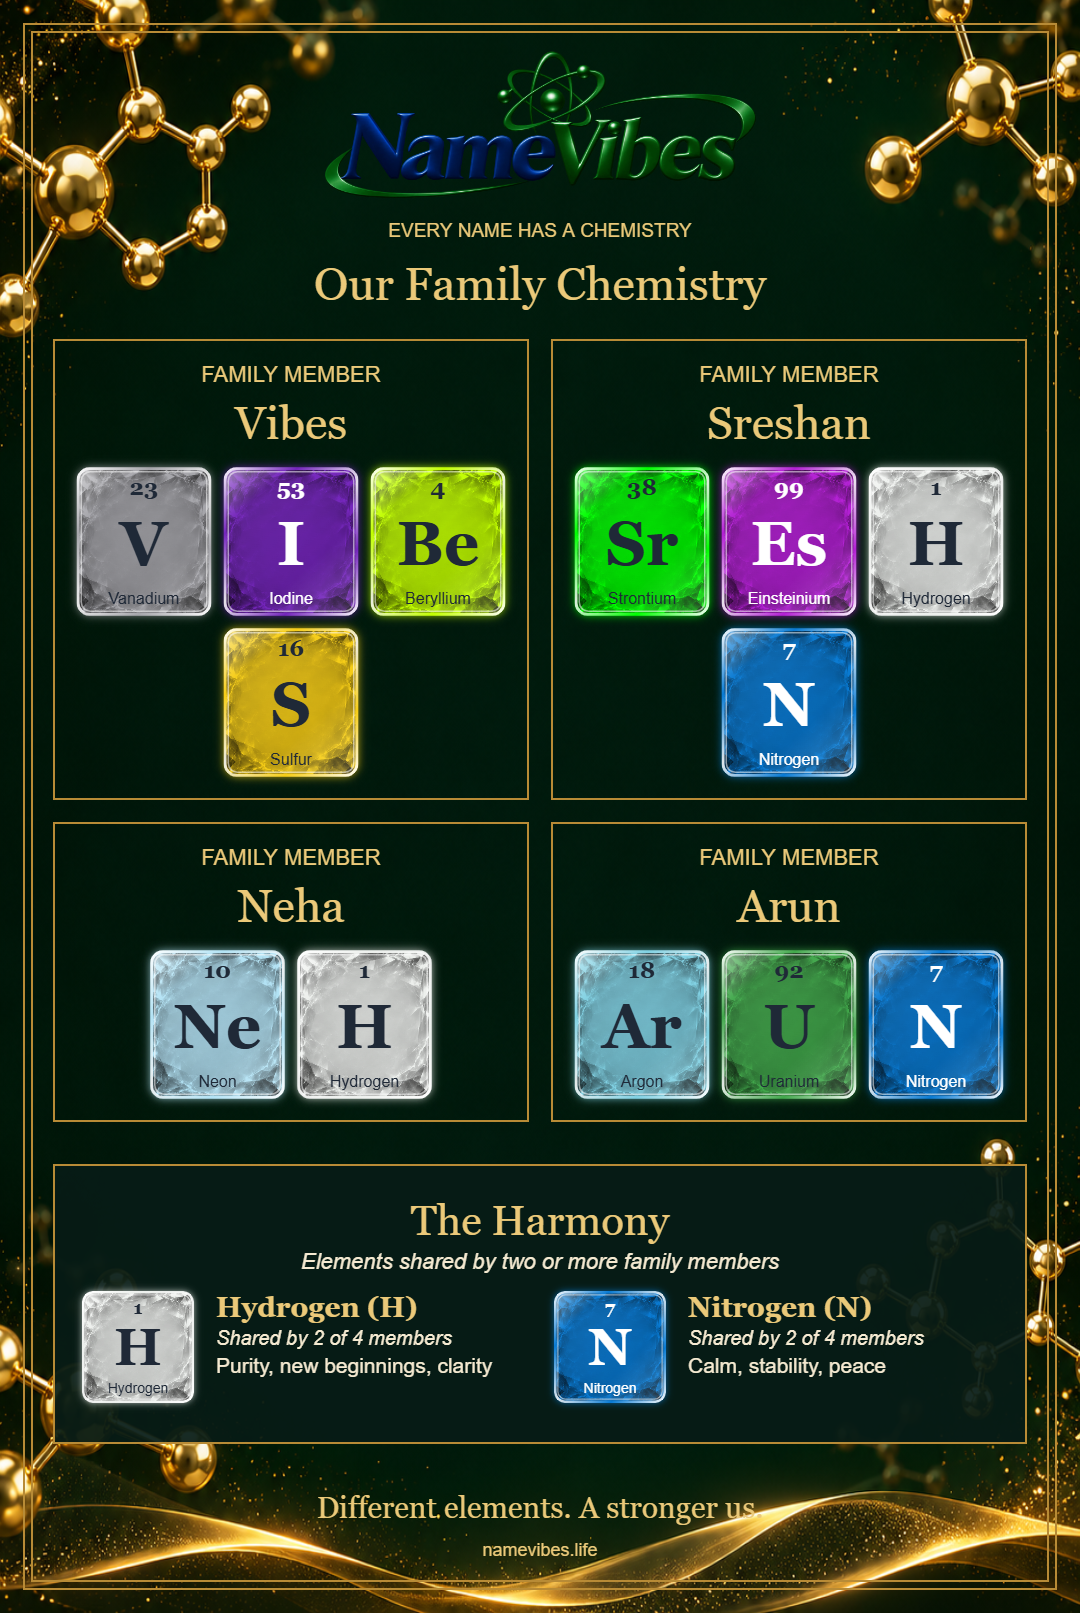 NameVibes
EVERY NAME HAS A CHEMISTRY
Our Family Chemistry
FAMILY MEMBER
Vibes
23
V
Vanadium
53
I
Iodine
4
Be
Beryllium
16
S
Sulfur
FAMILY MEMBER
Sreshan
38
Sr
Strontium
99
Es
Einsteinium
1
H
Hydrogen
7
N
Nitrogen
FAMILY MEMBER
Neha
10
Ne
Neon
1
H
Hydrogen
FAMILY MEMBER
Arun
18
Ar
Argon
92
U
Uranium
7
N
Nitrogen
The Harmony
Elements shared by two or more family members
1
H
Hydrogen
Hydrogen (H)
Shared by 2 of 4 members
Purity, new beginnings, clarity
7
N
Nitrogen
Nitrogen (N)
Shared by 2 of 4 members
Calm, stability, peace
Different elements. A stronger us.
namevibes.life